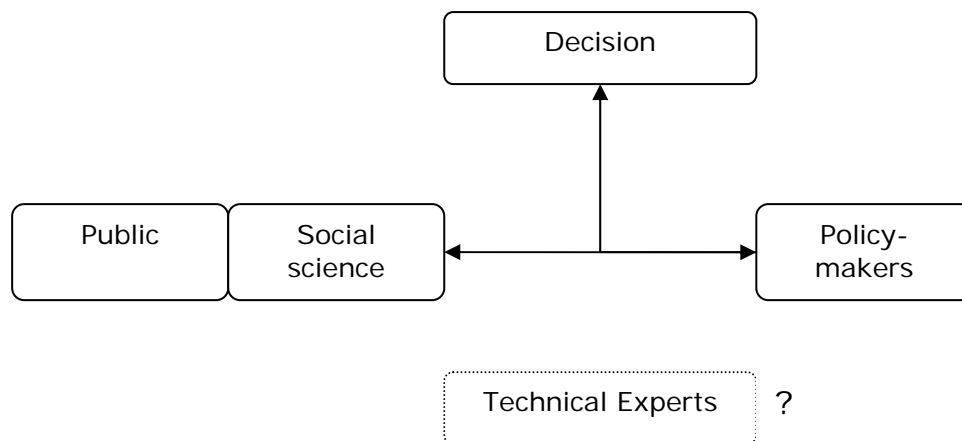 Decision
Public
Social
science
Policy-
makers
Technical Experts
?